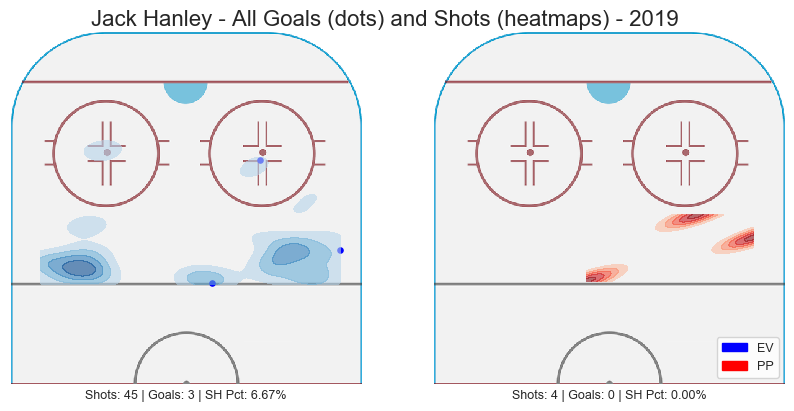 Jack Hanley - All Goals (dots) and Shots (heatmaps) - 2019
EV
PP
Shots: 45 | Goals: 3 | SH Pct: 6.67%
Shots: 4 | Goals: 0 | SH Pct: 0.00%